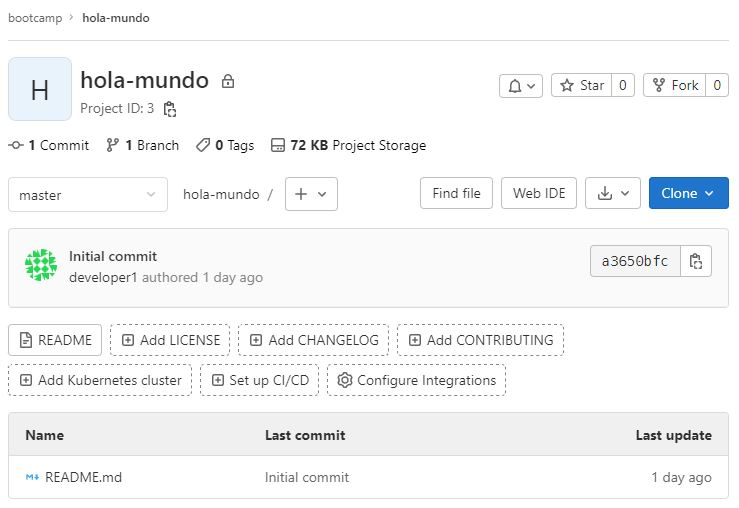 bootcamp > hola-mundo
H
hola-mundo
Project ID: 3
Star 0
Fork 0
1 Commit 1 Branch 0 Tags 72 KB Project Storage
master
hola-mundo /
Find file
Web IDE
Clone
Initial commit
developer1 authored 1 day ago
a3650bfc
README Add LICENSE Add CHANGELOG Add CONTRIBUTING
Add Kubernetes cluster Set up CI/CD Configure Integrations
Name Last commit Last update
README.md Initial commit 1 day ago